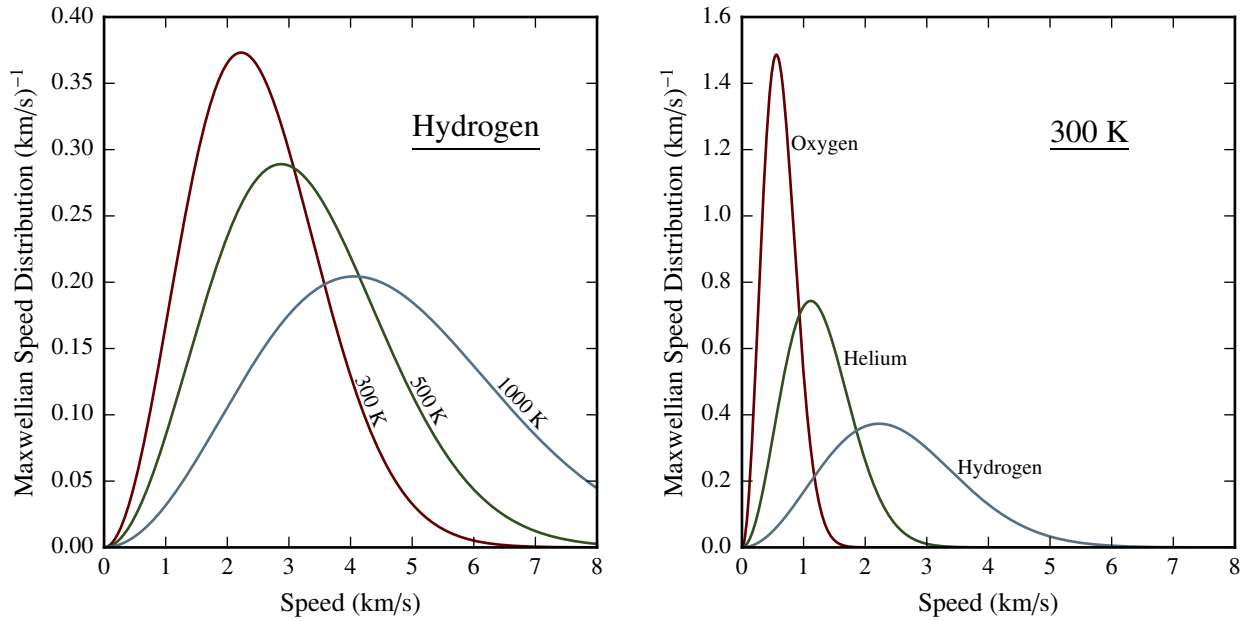 Maxwellian Speed Distribution (km/s)⁻¹
0.40
0.35
0.30
0.25
0.20
0.15
0.10
0.05
0.00
Hydrogen
300 K
500 K
1000 K
0 1 2 3 4 5 6 7 8
Speed (km/s)
Maxwellian Speed Distribution (km/s)⁻¹
1.6
1.4
1.2
1.0
0.8
0.6
0.4
0.2
0.0
300 K
Oxygen
Helium
Hydrogen
0 1 2 3 4 5 6 7 8
Speed (km/s)